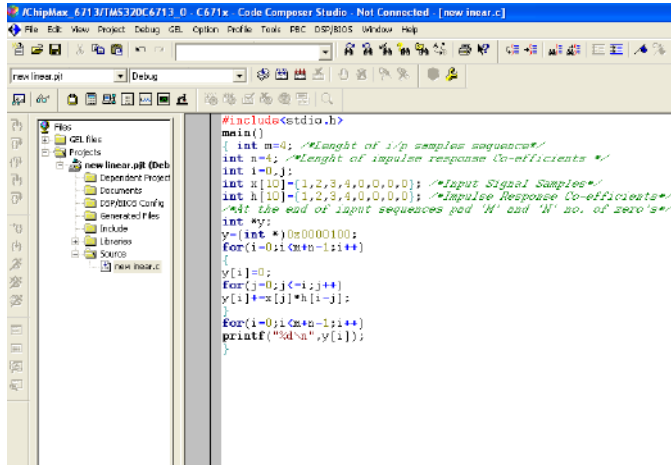 /ChipMax_6713/TMS320C6713_0 - C671x - Code Composer Studio - Not Connected - [new inear.c]
File Edit View Project Debug GEL Option Profile Tools PBC DSP/BIOS Window Help
new linear.pjt Debug
Files
GEL files
Projects
new linear.pjt (Deb
Dependent Project
Documents
DSP/BIOS Config
Generated Files
Include
Libraries
Source
new inear.c
#include<stdio.h>
main()
{ int m=4; /*Lenght of i/p samples sequence*/
int n=4; /*Lenght of impulse response Co-efficients */
int i=0,j;
int x[10]={1,2,3,4,0,0,0,0}; /*Input Signal Samples*/
int h[10]={1,2,3,4,0,0,0,0}; /*Impulse Response Co-efficients*/
/*At the end of input sequences pad 'M' and 'N' no. of zero's*/
int *y;
y=(int *)0x0000100;
for(i=0;i<m+n-1;i++)
{
y[i]=0;
for(j=0;j<=i;j++)
y[i]+=x[j]*h[i-j];
}
for(i=0;i<m+n-1;i++)
printf("%d\n",y[i]);
}